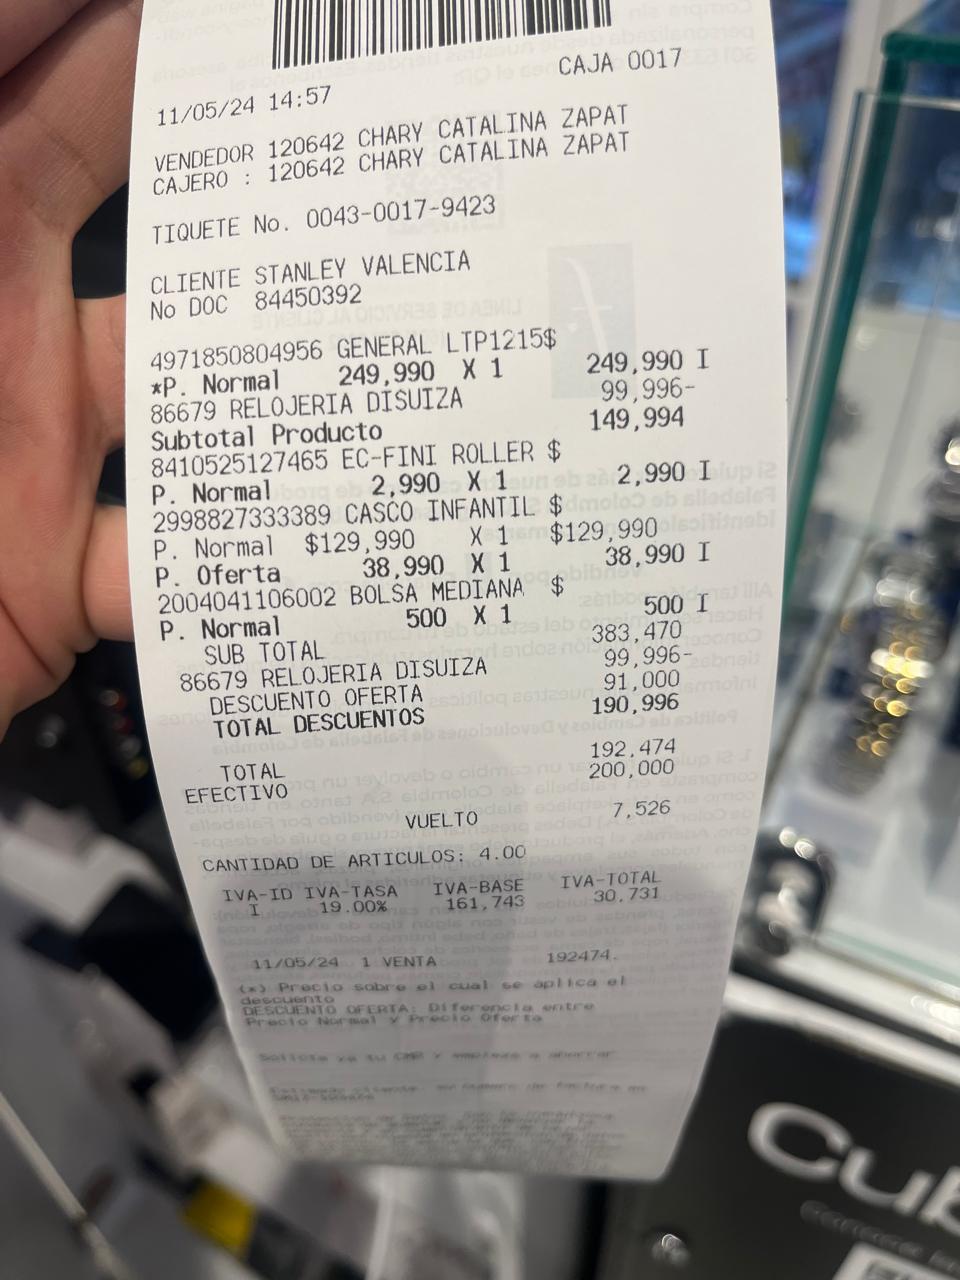 CAJA 0017
11/05/24 14:57
VENDEDOR 120642 CHARY CATALINA ZAPAT
CAJERO : 120642 CHARY CATALINA ZAPAT
TIQUETE No. 0043-0017-9423
CLIENTE STANLEY VALENCIA
No DOC 84450392
4971850804956 GENERAL LTP1215$
*P. Normal 249,990 X 1 249,990 I
86679 RELOJERIA DISUIZA 99,996-
Subtotal Producto 149,994
8410525127465 EC-FINI ROLLER $
P. Normal 2,990 X 1 2,990 I
2998827333389 CASCO INFANTIL $
P. Normal $129,990 X 1 $129,990
P. Oferta 38,990 X 1 38,990 I
2004041106002 BOLSA MEDIANA $
P. Normal 500 X 1 500 I
SUB TOTAL 383,470
86679 RELOJERIA DISUIZA 99,996-
DESCUENTO OFERTA 91,000
TOTAL DESCUENTOS 190,996
TOTAL 192,474
EFECTIVO 200,000
VUELTO 7,526
CANTIDAD DE ARTICULOS: 4.00
IVA-ID IVA-TASA IVA-BASE IVA-TOTAL
I 19.00% 161,743 30,731
11/05/24 1 VENTA 192474.
(*) Precio sobre el cual se aplica el
descuento
DESCUENTO OFERTA: Diferencia entre
Precio Normal y Precio Oferta
Solicita ya tu CMR y empieza a ahorrar